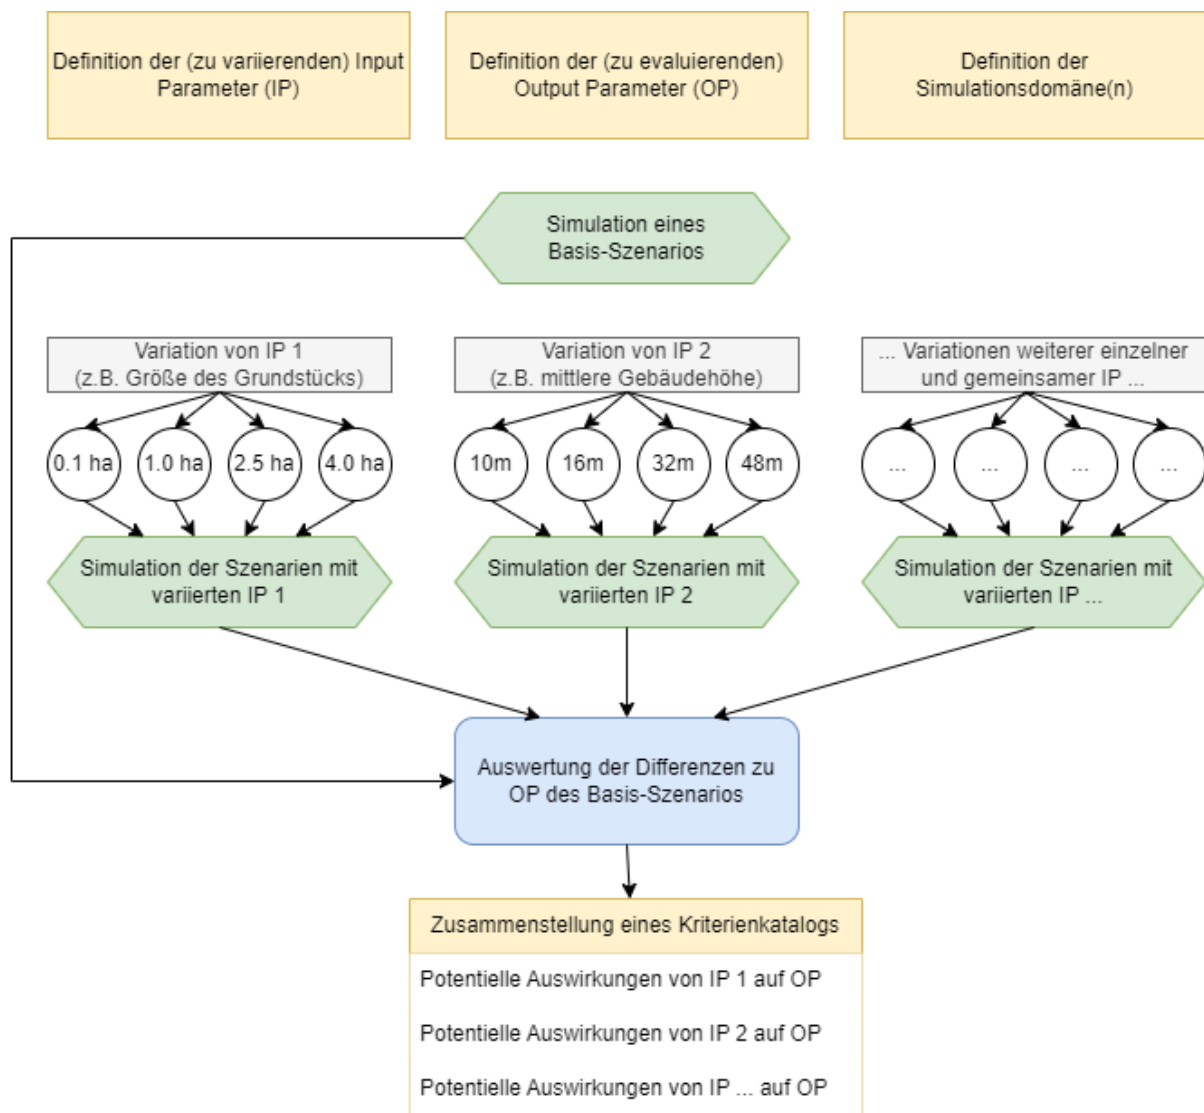 Definition der (zu variierenden) Input
Parameter (IP)
Definition der (zu evaluierenden)
Output Parameter (OP)
Definition der
Simulationsdomäne(n)
Simulation eines
Basis-Szenarios
Variation von IP 1
(z.B. Größe des Grundstücks)
Variation von IP 2
(z.B. mittlere Gebäudehöhe)
... Variationen weiterer einzelner
und gemeinsamer IP ...
0.1 ha
1.0 ha
2.5 ha
4.0 ha
10m
16m
32m
48m
...
...
...
...
Simulation der Szenarien mit
variierten IP 1
Simulation der Szenarien mit
variierten IP 2
Simulation der Szenarien mit
variierten IP ...
Auswertung der Differenzen zu
OP des Basis-Szenarios
Zusammenstellung eines Kriterienkatalogs
Potentielle Auswirkungen von IP 1 auf OP
Potentielle Auswirkungen von IP 2 auf OP
Potentielle Auswirkungen von IP ... auf OP